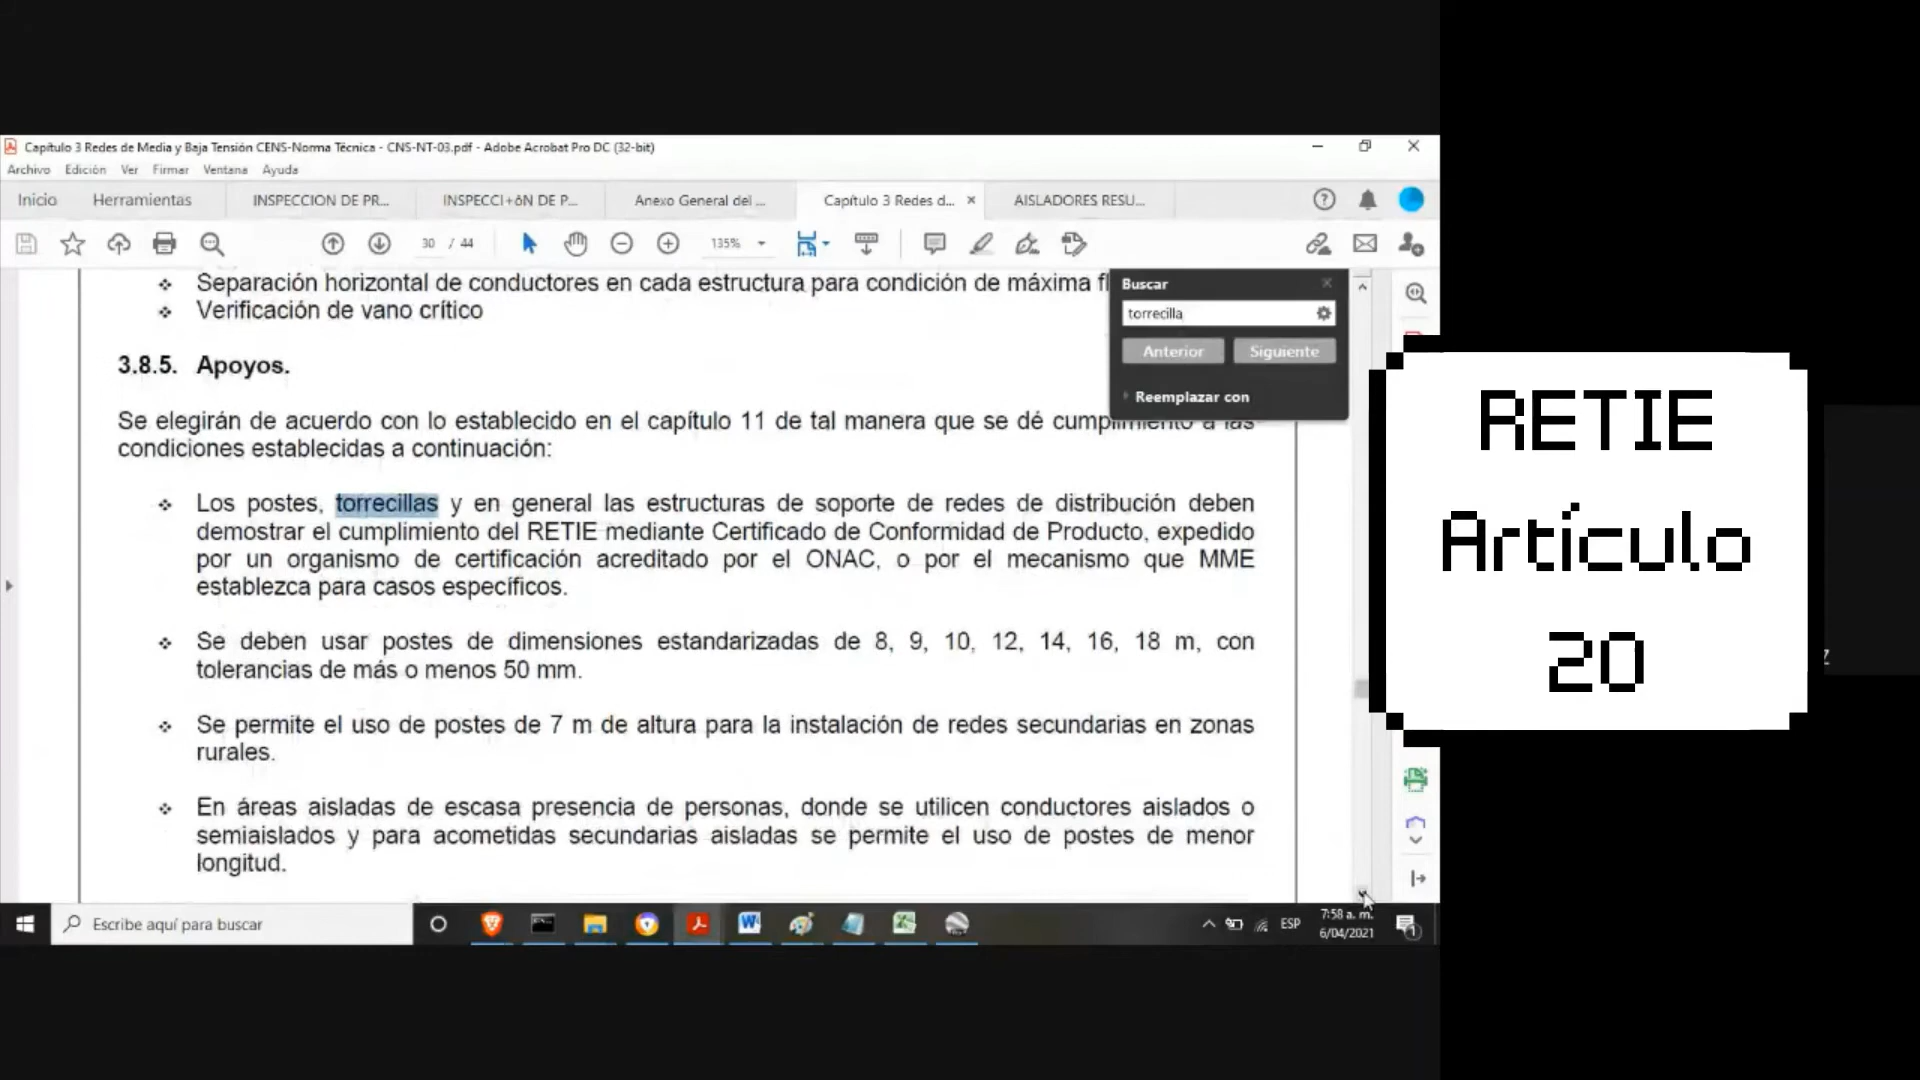 Capítulo 3 Redes de Media y Baja Tensión CENS-Norma Técnica - CNS-NT-03.pdf - Adobe Acrobat Pro DC (32-bit)
Archivo Edición Ver Firmar Ventana Ayuda
Inicio Herramientas INSPECCION DE PR... INSPECCI+ôN DE P... Anexo General del ... Capítulo 3 Redes d... AISLADORES RESU...
30 / 44 135%
Separación horizontal de conductores en cada estructura para condición de máxima fl
Verificación de vano crítico
Buscar
torrecilla
Anterior Siguiente
Reemplazar con
3.8.5. Apoyos.
Se elegirán de acuerdo con lo establecido en el capítulo 11 de tal manera que se dé cumplimiento a las
condiciones establecidas a continuación:
Los postes, torrecillas y en general las estructuras de soporte de redes de distribución deben
demostrar el cumplimiento del RETIE mediante Certificado de Conformidad de Producto, expedido
por un organismo de certificación acreditado por el ONAC, o por el mecanismo que MME
establezca para casos específicos.
Se deben usar postes de dimensiones estandarizadas de 8, 9, 10, 12, 14, 16, 18 m, con
tolerancias de más o menos 50 mm.
Se permite el uso de postes de 7 m de altura para la instalación de redes secundarias en zonas
rurales.
En áreas aisladas de escasa presencia de personas, donde se utilicen conductores aislados o
semiaislados y para acometidas secundarias aisladas se permite el uso de postes de menor
longitud.
RETIE
Artículo
20
Z
Escribe aquí para buscar
ESP
7:58 a. m.
6/04/2021
1